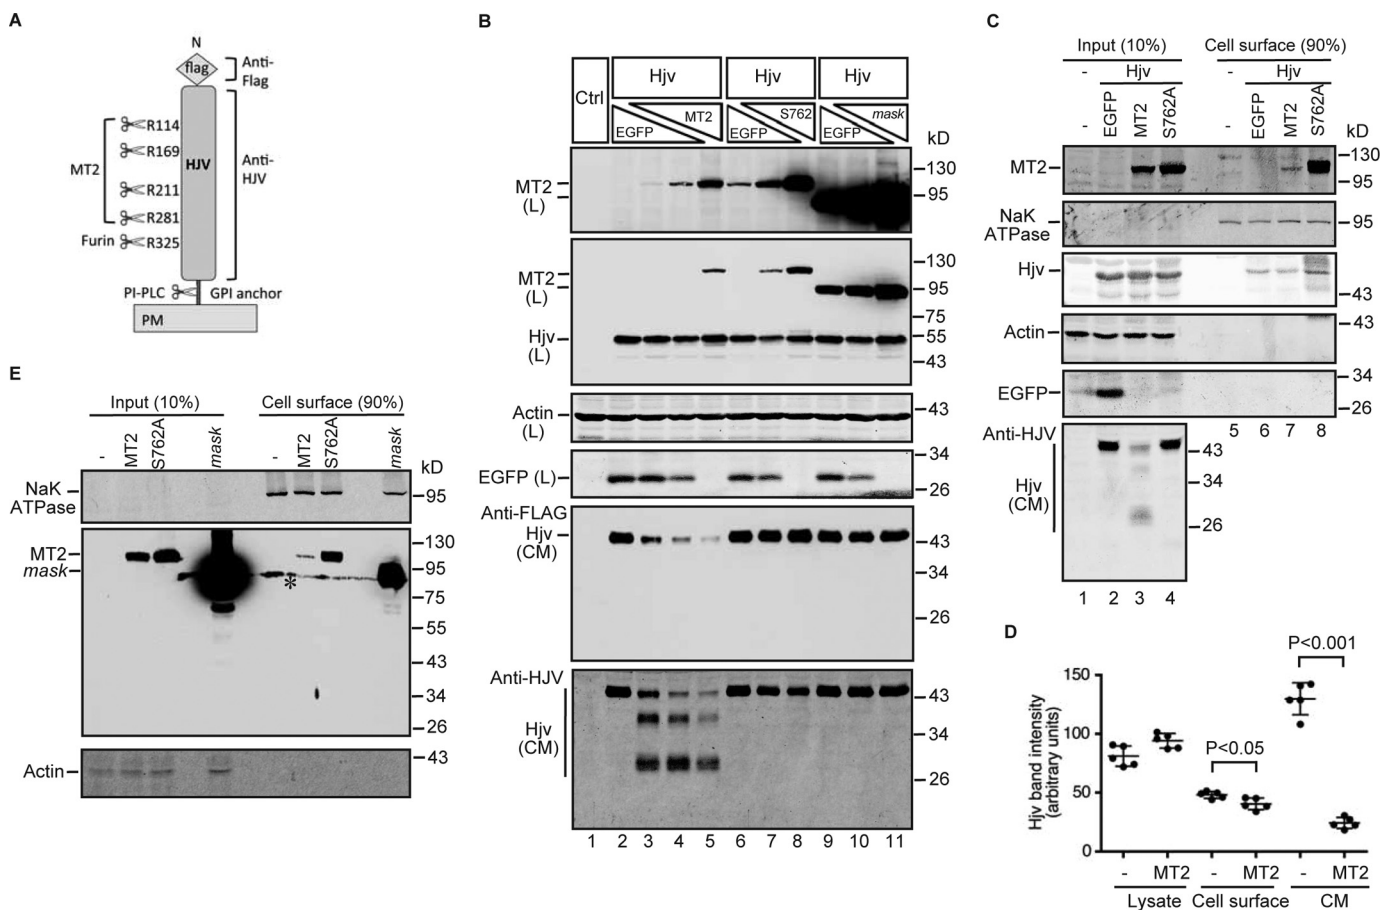 A
N
flag
Anti-
Flag
R114
R169
MT2
HJV
Anti-
HJV
R211
R281
Furin
R325
PI-PLC
GPI anchor
PM
B
Ctrl
Hjv
Hjv
Hjv
MT2
S762
mask
EGFP
EGFP
EGFP
kD
MT2
(L)
130
95
MT2
(L)
130
95
75
Hjv
(L)
55
43
Actin
(L)
43
EGFP (L)
34
26
Anti-FLAG
Hjv
(CM)
43
34
26
Anti-HJV
Hjv
(CM)
43
34
26
1 2 3 4 5 6 7 8 9 10 11
C
Input (10%) Cell surface (90%)
- Hjv - Hjv
- EGFP MT2 S762A - EGFP MT2 S762A
kD
MT2
130
95
NaK
ATPase
95
Hjv
43
Actin
43
EGFP
34
26
5 6 7 8
Anti-HJV
Hjv
(CM)
43
34
26
1 2 3 4
D
P<0.001
P<0.05
Hjv band intensity
(arbitrary units)
150
100
50
0
- MT2 - MT2 - MT2
Lysate Cell surface CM
E
Input (10%) Cell surface (90%)
- MT2 S762A mask - MT2 S762A mask
kD
NaK
ATPase
95
MT2
mask
*
130
95
75
55
43
34
26
Actin
43